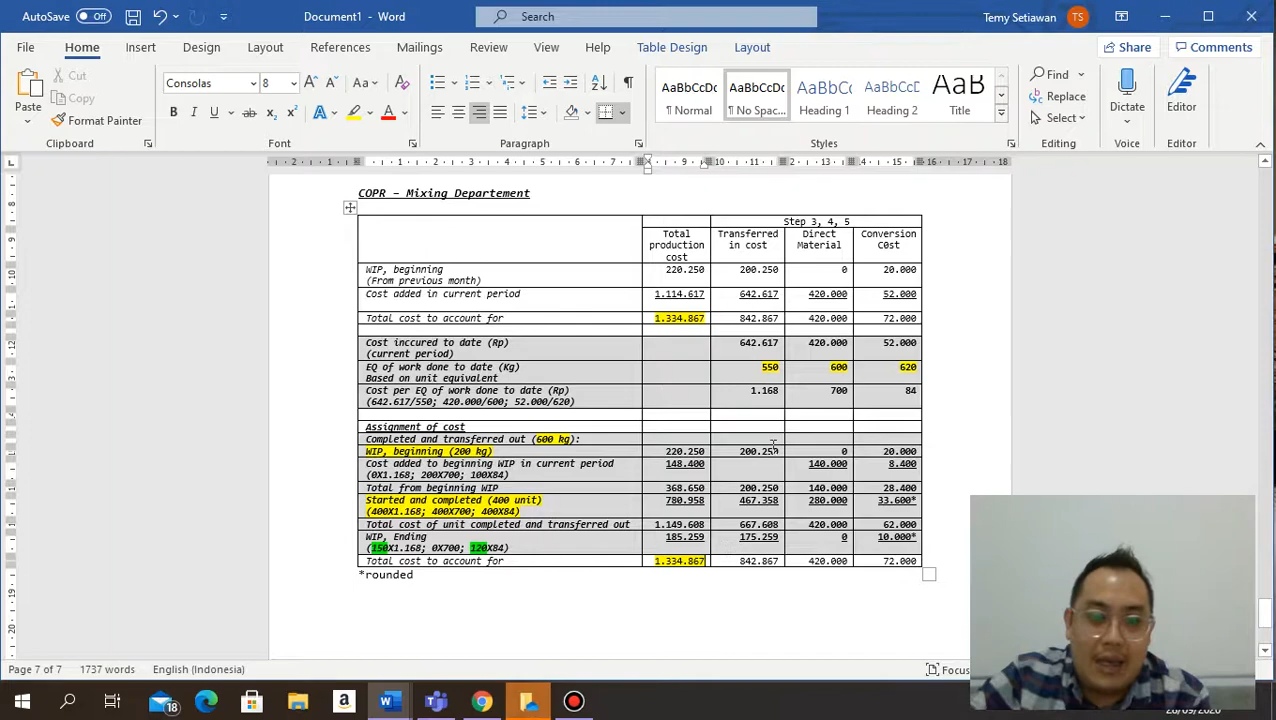 AutoSave Off Document1 - Word Search Temy Setiawan TS
File Home Insert Design Layout References Mailings Review View Help Table Design Layout Share Comments
Paste Cut Copy Format Painter Clipboard
Consolas 8 Font
Paragraph
AaBbCcDd AaBbCcDd AaBbCc AaBbCcD AaB
¶ Normal ¶ No Spac... Heading 1 Heading 2 Title
Styles
Find Replace Select Editing
Dictate Voice
Editor Editor
COPR – Mixing Departement
Step 3, 4, 5
Total production cost Transferred in cost Direct Material Conversion C0st
WIP, beginning 220.250 200.250 0 20.000
(From previous month)
Cost added in current period 1.114.617 642.617 420.000 52.000
Total cost to account for 1.334.867 842.867 420.000 72.000
Cost inccured to date (Rp) 642.617 420.000 52.000
(current period)
EQ of work done to date (Kg) 550 600 620
Based on unit equivalent
Cost per EQ of work done to date (Rp) 1.168 700 84
(642.617/550; 420.000/600; 52.000/620)
Assignment of cost
Completed and transferred out (600 kg):
WIP, beginning (200 kg) 220.250 200.250 0 20.000
Cost added to beginning WIP in current period 148.400 140.000 8.400
(0X1.168; 200X700; 100X84)
Total from beginning WIP 368.650 200.250 140.000 28.400
Started and completed (400 unit) 780.958 467.358 280.000 33.600*
(400X1.168; 400X700; 400X84)
Total cost of unit completed and transferred out 1.149.608 667.608 420.000 62.000
WIP, Ending 185.259 175.259 0 10.000*
(150X1.168; 0X700; 120X84)
Total cost to account for 1.334.867 842.867 420.000 72.000
*rounded
Page 7 of 7 1737 words English (Indonesia) Focus
18
28/09/2020